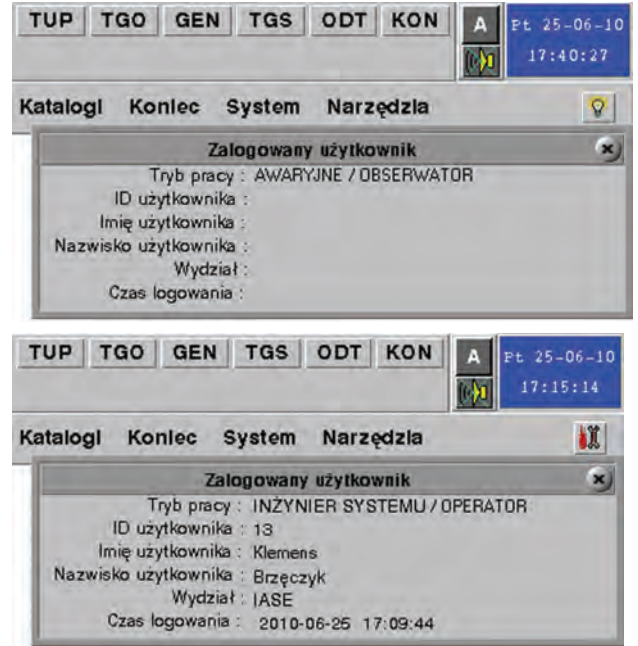 TUP TGO GEN TGS ODT KON A Pt 25-06-10
17:40:27
Katalogi Koniec System Narzędzia
Zalogowany użytkownik
Tryb pracy : AWARYJNE / OBSERWATOR
ID użytkownika :
Imię użytkownika :
Nazwisko użytkownika :
Wydział :
Czas logowania :
TUP TGO GEN TGS ODT KON A Pt 25-06-10
17:15:14
Katalogi Koniec System Narzędzia
Zalogowany użytkownik
Tryb pracy : INŻYNIER SYSTEMU / OPERATOR
ID użytkownika : 13
Imię użytkownika : Klemens
Nazwisko użytkownika : Brzęczyk
Wydział : IASE
Czas logowania : 2010-06-25 17:09:44